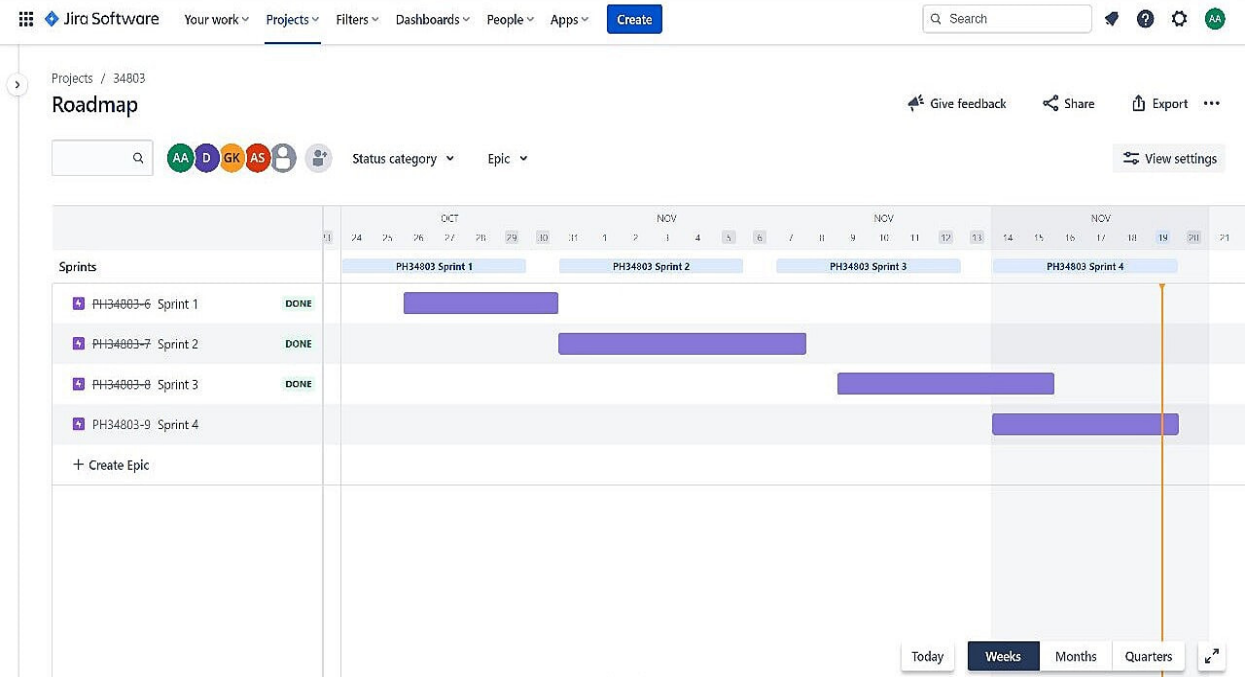 Jira Software Your work Projects Filters Dashboards People Apps Create Search AA
Projects / 34803
Roadmap
Give feedback Share Export
AA D GK AS Status category Epic View settings
OCT NOV NOV NOV
23 24 25 26 27 28 29 30 31 1 2 3 4 5 6 7 8 9 10 11 12 13 14 15 16 17 18 19 20 21
Sprints PH34803 Sprint 1 PH34803 Sprint 2 PH34803 Sprint 3 PH34803 Sprint 4
PH34803-6 Sprint 1 DONE
PH34803-7 Sprint 2 DONE
PH34803-8 Sprint 3 DONE
PH34803-9 Sprint 4
+ Create Epic
Today Weeks Months Quarters